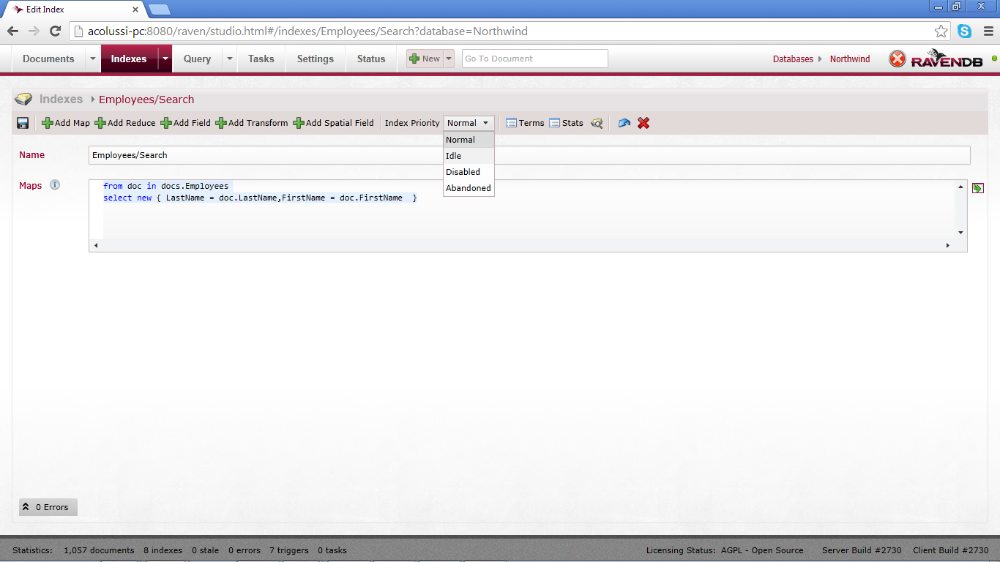 Edit Index
acolussi-pc:8080/raven/studio.html#/indexes/Employees/Search?database=Northwind
Documents Indexes Query Tasks Settings Status New Go To Document Databases Northwind RAVENDB
Indexes Employees/Search
Add Map Add Reduce Add Field Add Transform Add Spatial Field Index Priority Normal Terms Stats
Normal
Idle
Disabled
Abandoned
Name Employees/Search
Maps
from doc in docs.Employees
select new { LastName = doc.LastName,FirstName = doc.FirstName }
0 Errors
Statistics: 1,057 documents 8 indexes 0 stale 0 errors 7 triggers 0 tasks Licensing Status: AGPL - Open Source Server Build #2730 Client Build #2730